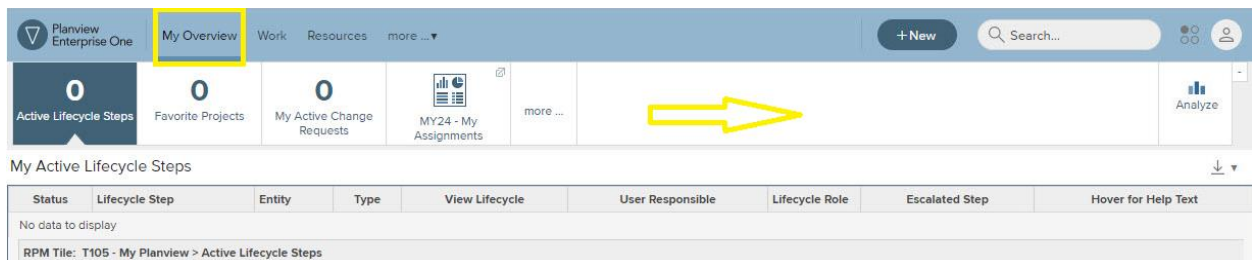 Planview
Enterprise One
My Overview Work Resources more ...▾ +New Search...
0
Active Lifecycle Steps
0
Favorite Projects
0
My Active Change
Requests
MY24 - My
Assignments
more ...
Analyze
My Active Lifecycle Steps
Status Lifecycle Step Entity Type View Lifecycle User Responsible Lifecycle Role Escalated Step Hover for Help Text
No data to display
RPM Tile: T105 - My Planview > Active Lifecycle Steps